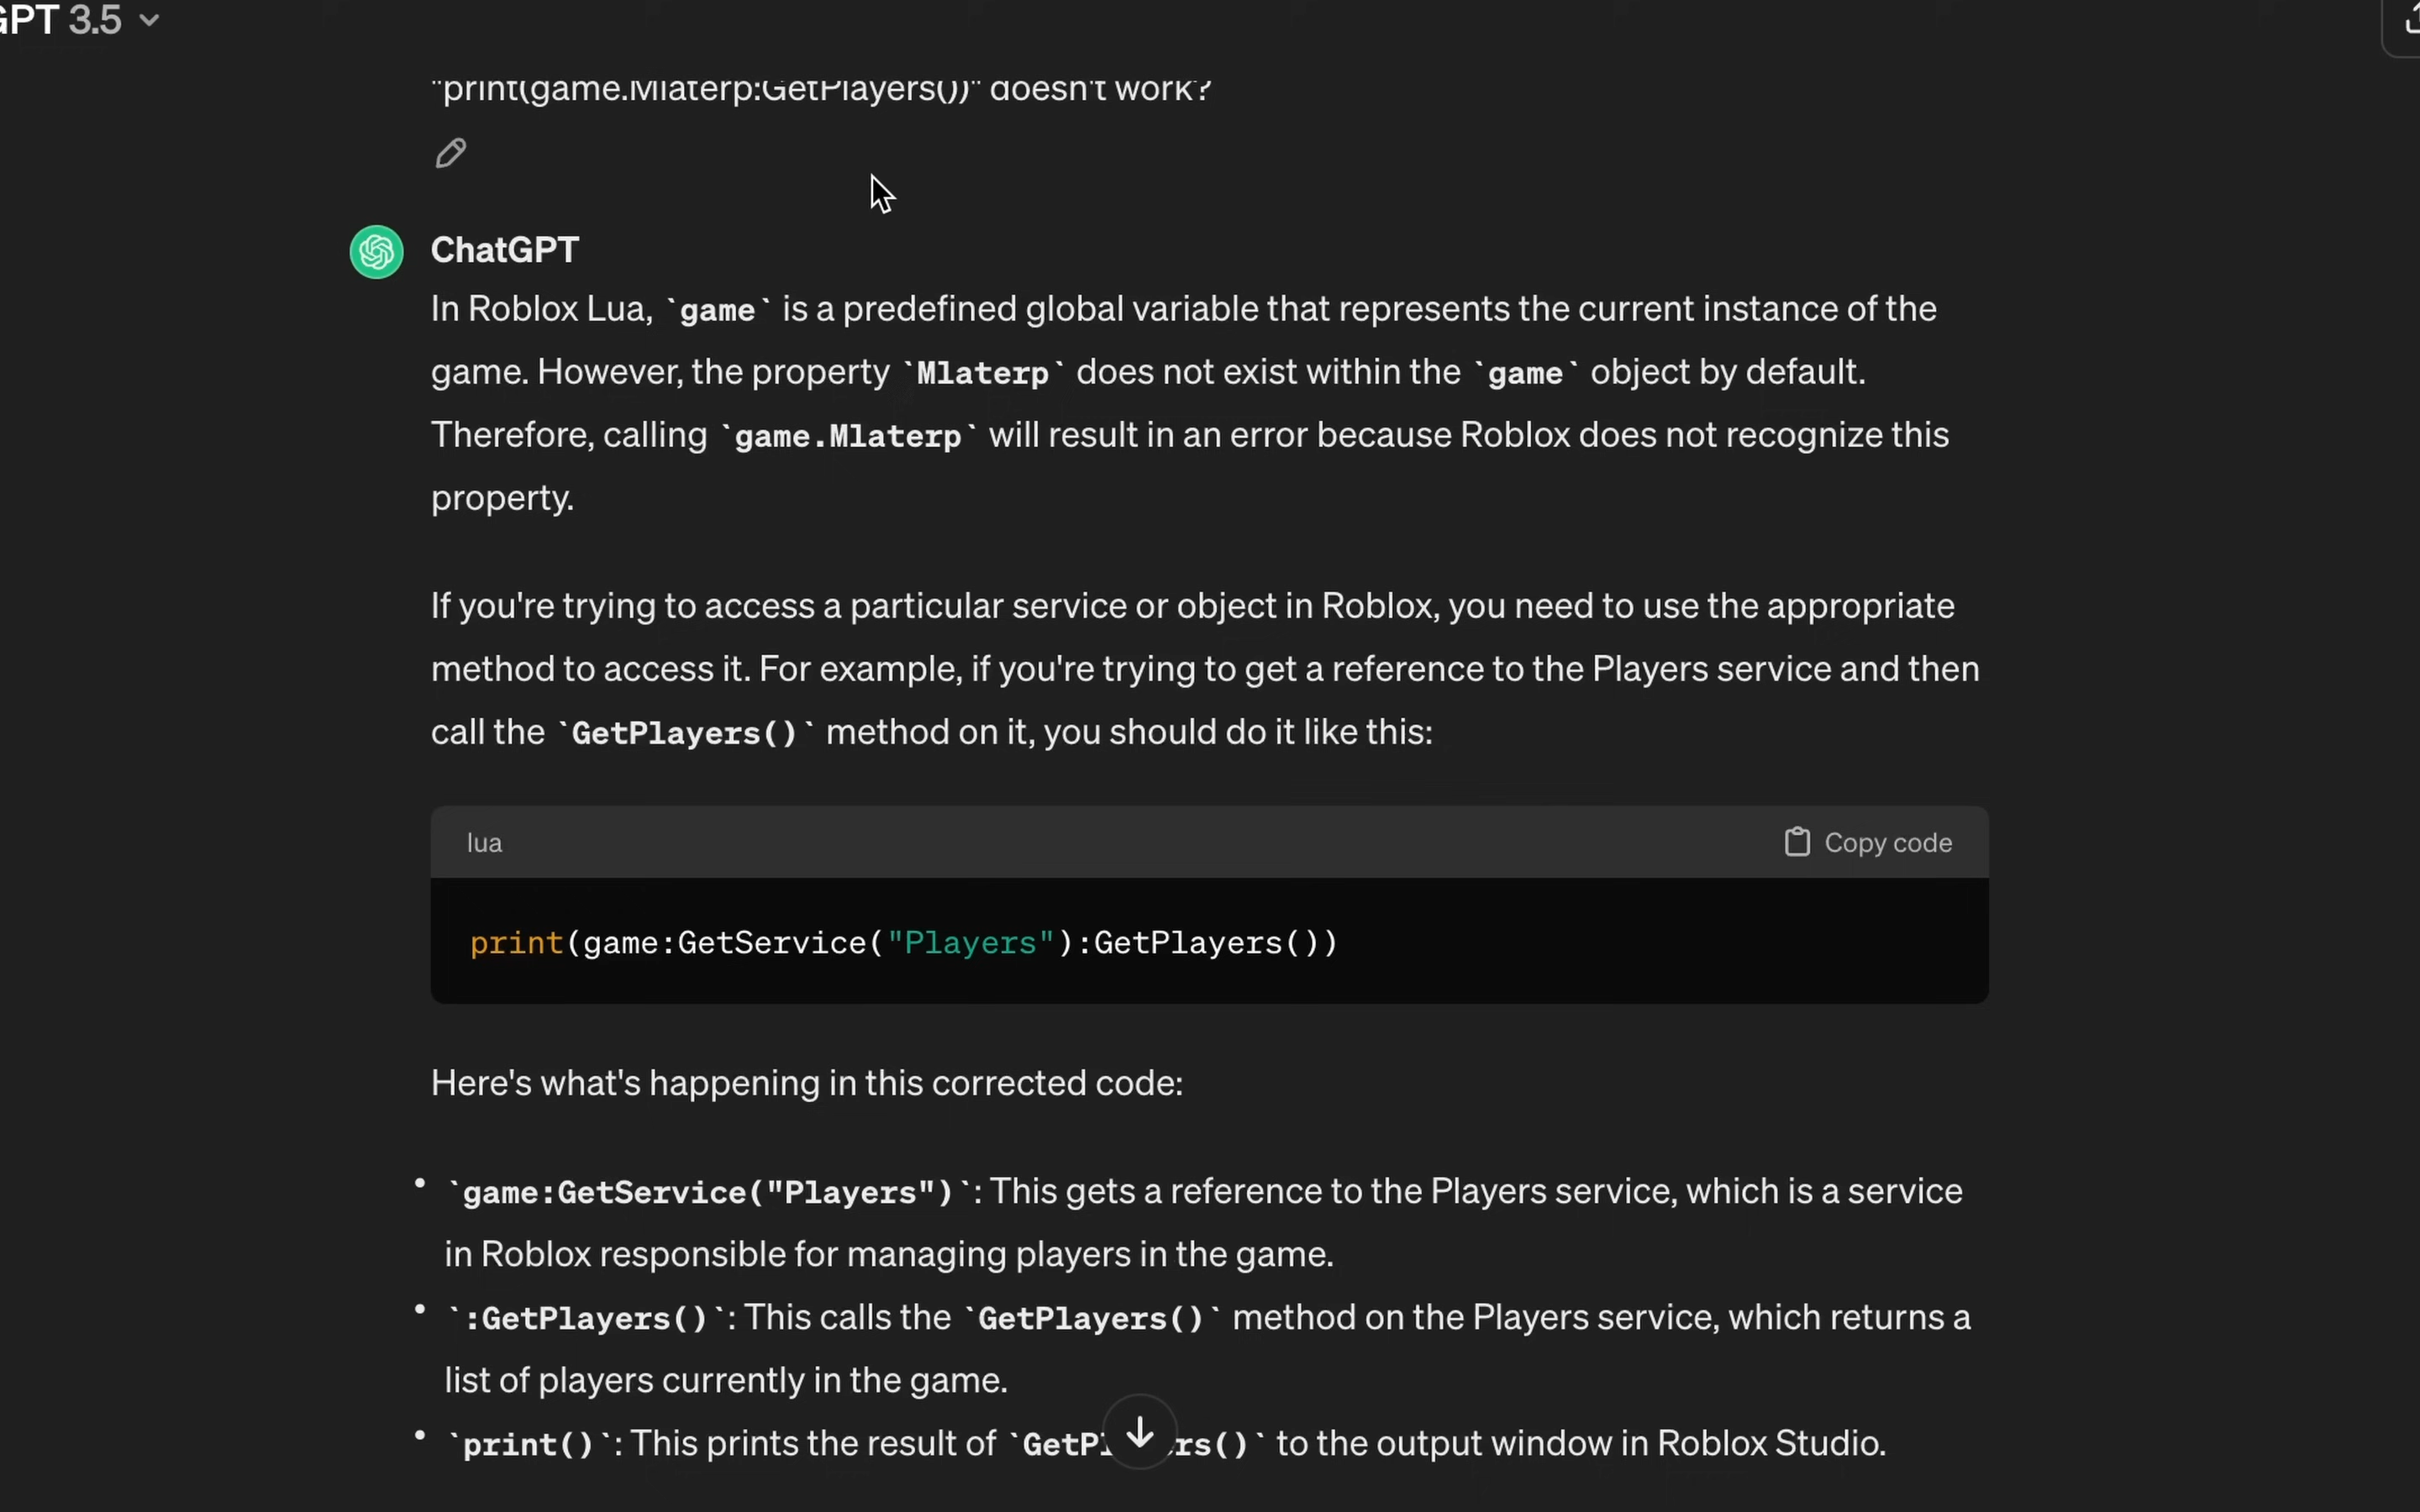 GPT 3.5
"print(game.Mlaterp:GetPlayers())" doesn't work?
ChatGPT
In Roblox Lua, `game` is a predefined global variable that represents the current instance of the
game. However, the property `Mlaterp` does not exist within the `game` object by default.
Therefore, calling `game.Mlaterp` will result in an error because Roblox does not recognize this
property.
If you're trying to access a particular service or object in Roblox, you need to use the appropriate
method to access it. For example, if you're trying to get a reference to the Players service and then
call the `GetPlayers()` method on it, you should do it like this:
lua
Copy code
print(game:GetService("Players"):GetPlayers())
Here's what's happening in this corrected code:
• `game:GetService("Players")`: This gets a reference to the Players service, which is a service
in Roblox responsible for managing players in the game.
• `:GetPlayers()`: This calls the `GetPlayers()` method on the Players service, which returns a
list of players currently in the game.
• `print()`: This prints the result of `GetPlayers()` to the output window in Roblox Studio.